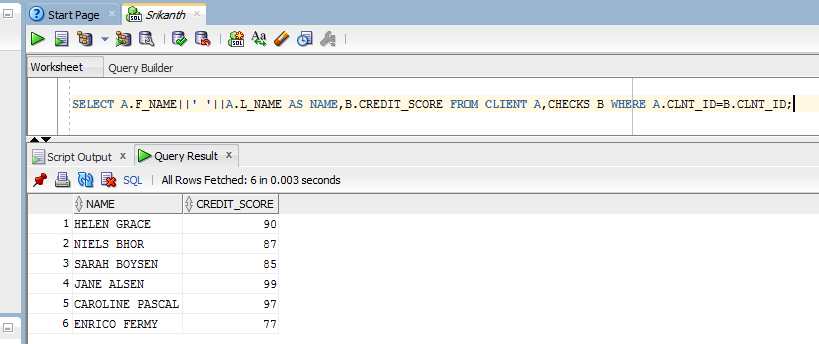 Start Page
Srikanth
Worksheet Query Builder
SELECT A.F_NAME||' '||A.L_NAME AS NAME,B.CREDIT_SCORE FROM CLIENT A,CHECKS B WHERE A.CLNT_ID=B.CLNT_ID;
Script Output x Query Result x
SQL | All Rows Fetched: 6 in 0.003 seconds
NAME CREDIT_SCORE
1 HELEN GRACE 90
2 NIELS BHOR 87
3 SARAH BOYSEN 85
4 JANE ALSEN 99
5 CAROLINE PASCAL 97
6 ENRICO FERMY 77